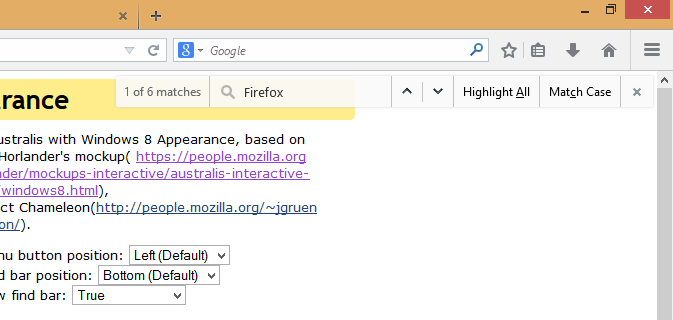 Google
1 of 6 matches
Firefox
Highlight All
Match Case
rance
ustralis with Windows 8 Appearance, based on
Horlander's mockup( https://people.mozilla.org
nder/mockups-interactive/australis-interactive-
/windows8.html),
ct Chameleon(http://people.mozilla.org/~jgruen
on/).
nu button position: Left (Default)
d bar position: Bottom (Default)
w find bar: True